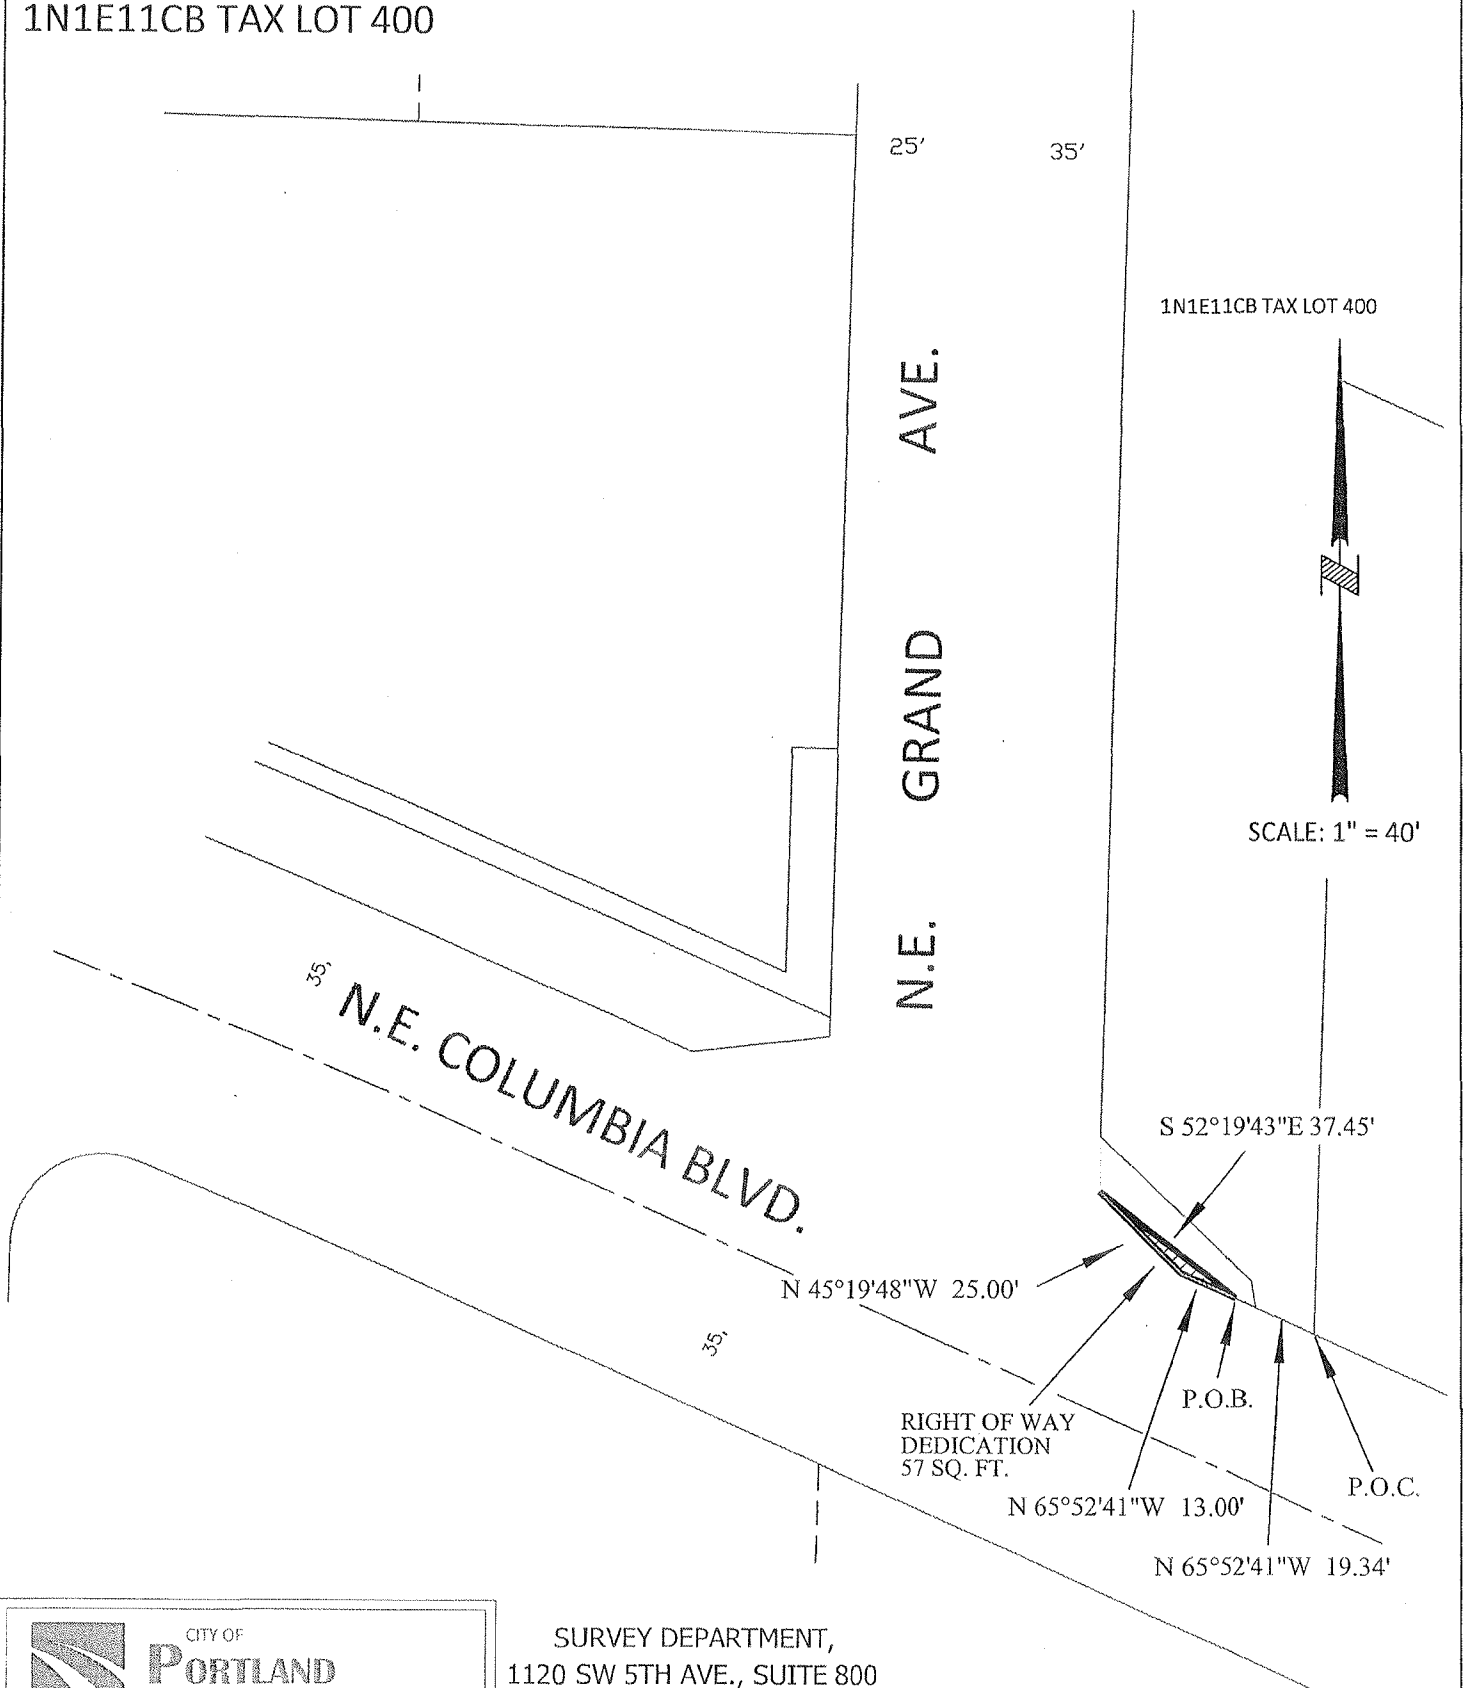 1N1E11CB TAX LOT 400
25'
35'
1N1E11CB TAX LOT 400
N.E. GRAND AVE.
SCALE: 1" = 40'
35'
N.E. COLUMBIA BLVD.
S 52°19'43"E 37.45'
N 45°19'48"W 25.00'
35'
P.O.B.
RIGHT OF WAY
DEDICATION
57 SQ. FT.
P.O.C.
N 65°52'41"W 13.00'
N 65°52'41"W 19.34'
CITY OF
PORTLAND
SURVEY DEPARTMENT,
1120 SW 5TH AVE., SUITE 800